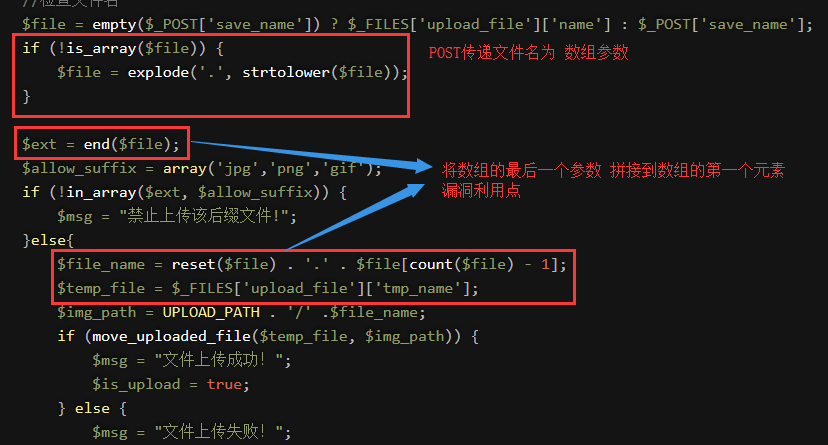 //检查文件名
$file = empty($_POST['save_name']) ? $_FILES['upload_file']['name'] : $_POST['save_name'];
if (!is_array($file)) {
$file = explode('.', strtolower($file));
}
POST传递文件名为 数组参数
$ext = end($file);
$allow_suffix = array('jpg','png','gif');
if (!in_array($ext, $allow_suffix)) {
$msg = "禁止上传该后缀文件!";
}else{
将数组的最后一个参数 拼接到数组的第一个元素
漏洞利用点
$file_name = reset($file) . '.' . $file[count($file) - 1];
$temp_file = $_FILES['upload_file']['tmp_name'];
$img_path = UPLOAD_PATH . '/' .$file_name;
if (move_uploaded_file($temp_file, $img_path)) {
$msg = "文件上传成功！";
$is_upload = true;
} else {
$msg = "文件上传失败！";